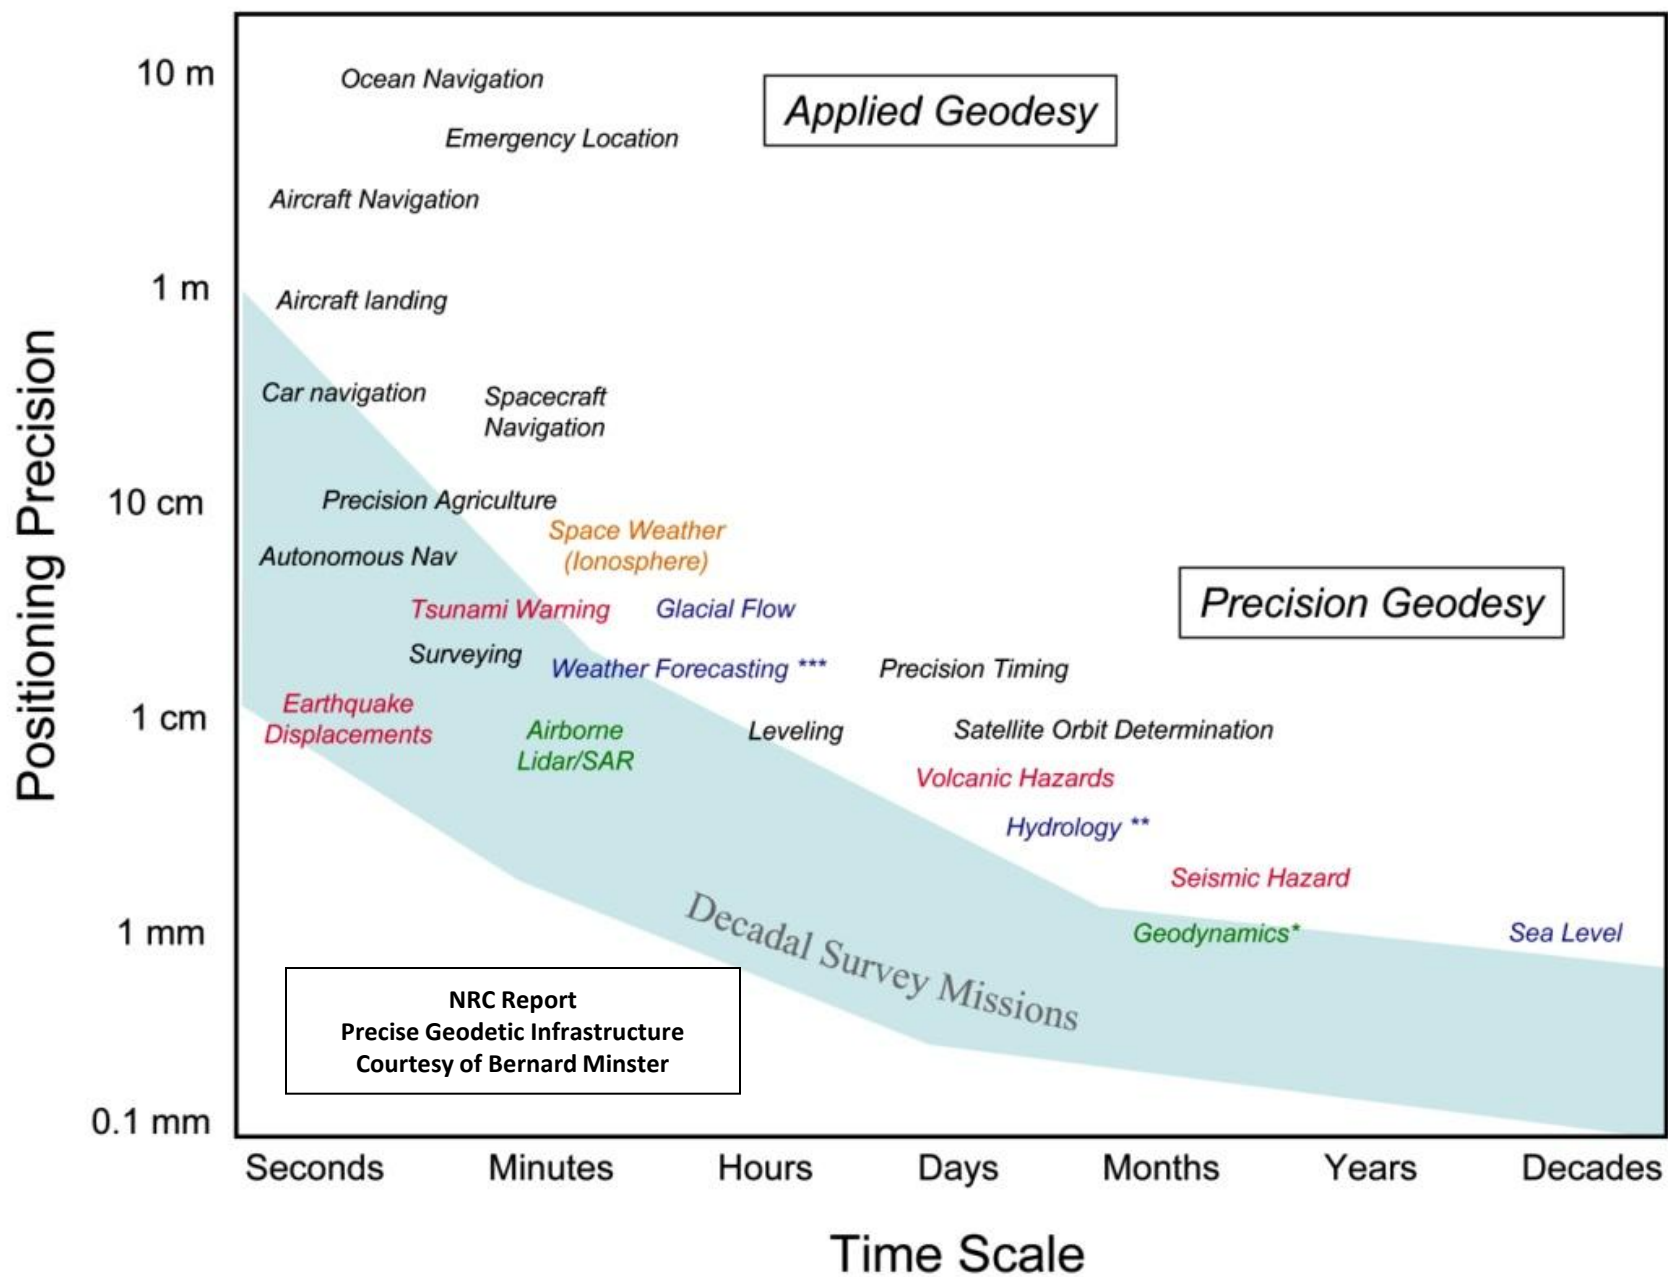 10 m
Ocean Navigation
Applied Geodesy
Emergency Location
Aircraft Navigation
1 m
Aircraft landing
Car navigation
Spacecraft
Navigation
10 cm
Precision Agriculture
Space Weather
(Ionosphere)
Autonomous Nav
Tsunami Warning
Glacial Flow
Precision Geodesy
Surveying
Weather Forecasting ***
Precision Timing
1 cm
Earthquake
Displacements
Airborne
Lidar/SAR
Leveling
Satellite Orbit Determination
Volcanic Hazards
Hydrology **
Seismic Hazard
1 mm
Geodynamics*
Sea Level
Decadal Survey Missions
NRC Report
Precise Geodetic Infrastructure
Courtesy of Bernard Minster
0.1 mm
Positioning Precision
Seconds Minutes Hours Days Months Years Decades
Time Scale